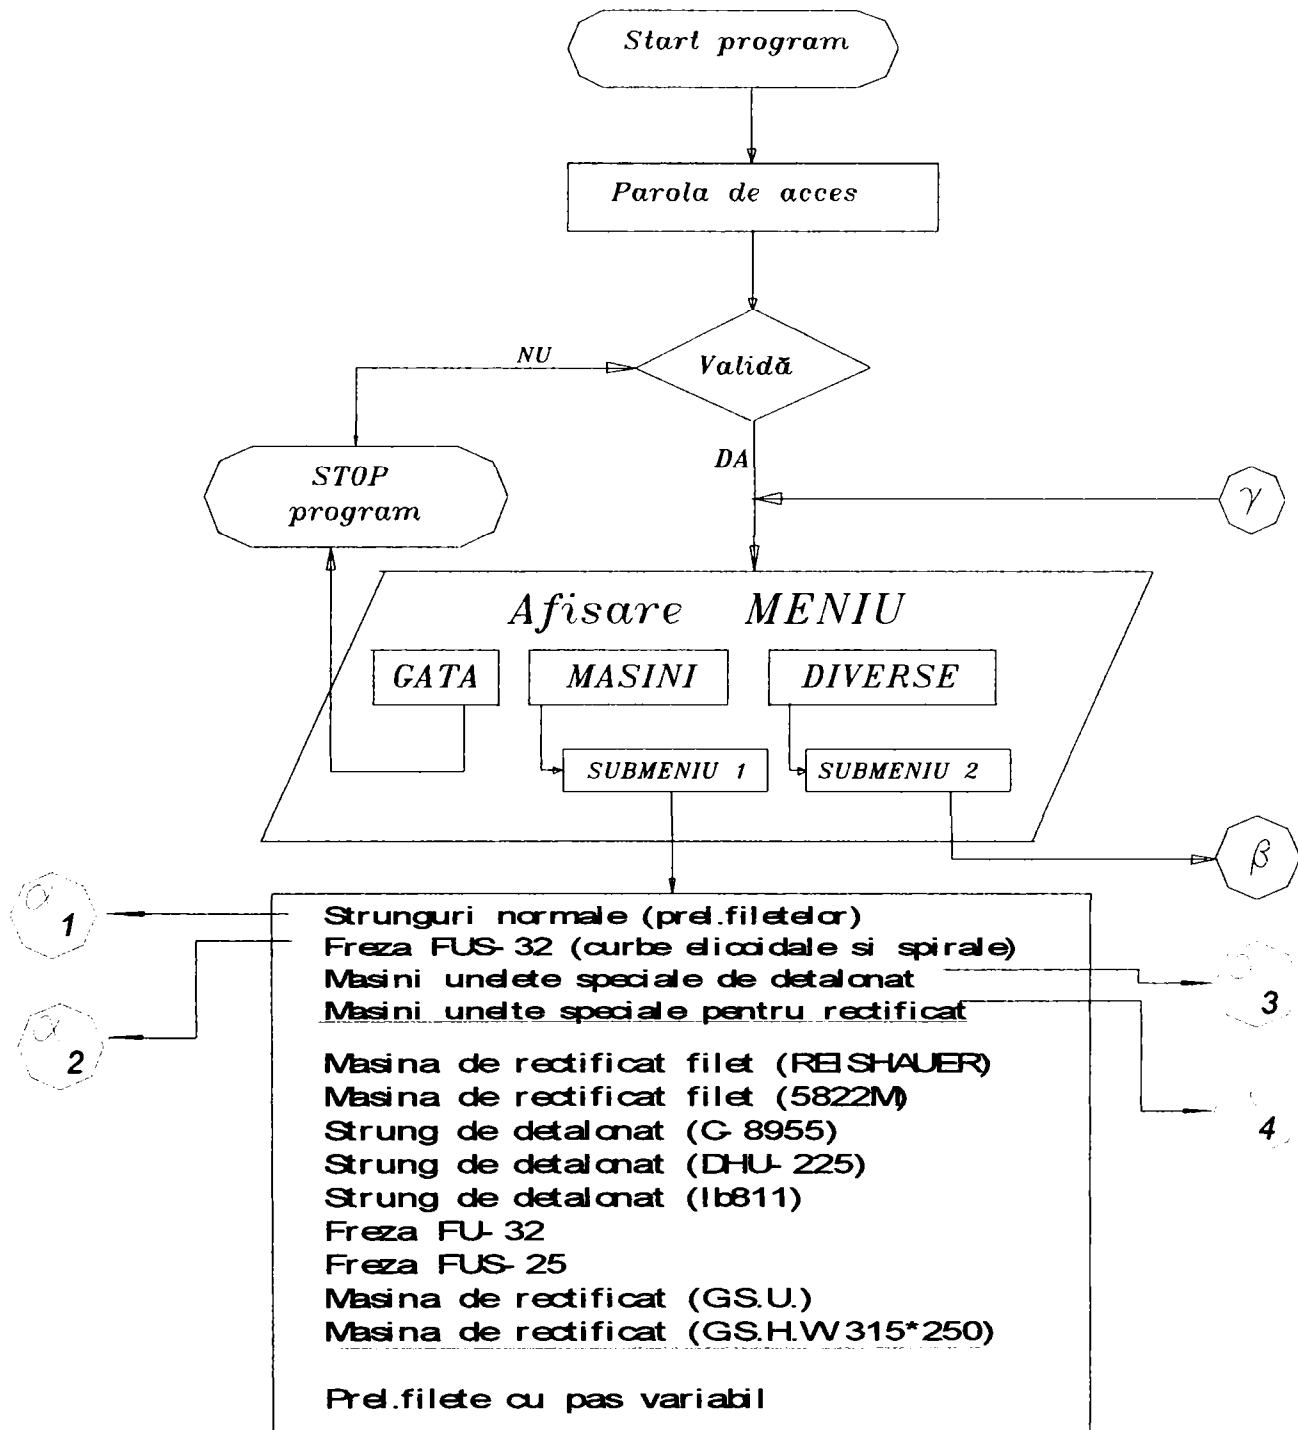 Start program
Parola de acces
Validă
NU
DA
STOP
program
γ
Afisare MENIU
GATA
MASINI
DIVERSE
SUBMENIU 1
SUBMENIU 2
β
α 1
α 2
Strunguri normale (prel.filetelor)
Freza FUS-32 (curbe elicoidale si spirale)
Masini unelete speciale de detalonat
Masini unelte speciale pentru rectificat
3
4
Masina de rectificat filet (REISHAUER)
Masina de rectificat filet (5822M)
Strung de detalonat (C-8955)
Strung de detalonat (DHU-225)
Strung de detalonat (Ib811)
Freza FU-32
Freza FUS-25
Masina de rectificat (GS.U.)
Masina de rectificat (GS.H.W315*250)
Prel.filete cu pas variabil